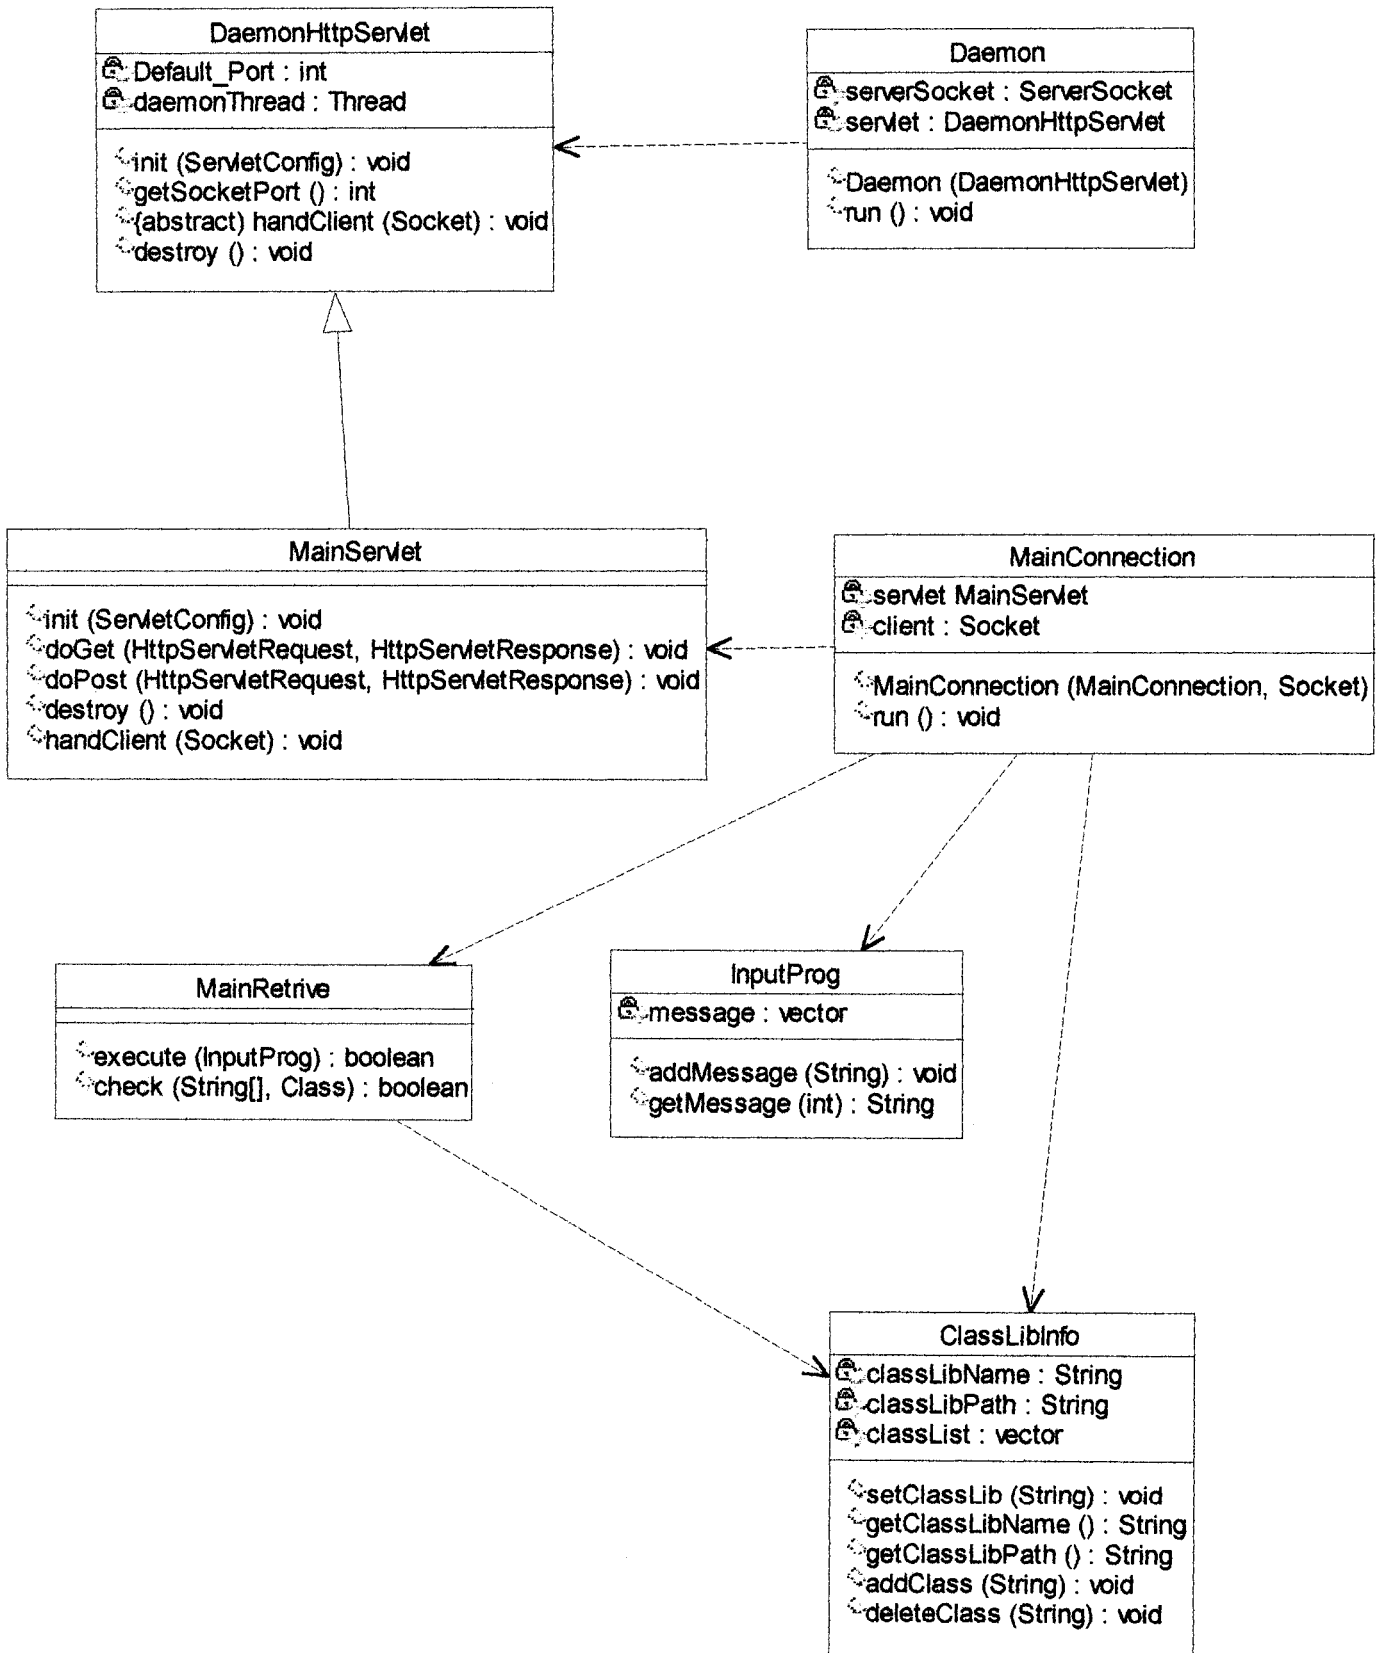 DaemonHttpServlet
Default_Port : int
daemonThread : Thread
init (ServletConfig) : void
getSocketPort () : int
{abstract} handClient (Socket) : void
destroy () : void
Daemon
serverSocket : ServerSocket
servlet : DaemonHttpServlet
Daemon (DaemonHttpServlet)
run () : void
MainServlet
init (ServletConfig) : void
doGet (HttpServletRequest, HttpServletResponse) : void
doPost (HttpServletRequest, HttpServletResponse) : void
destroy () : void
handClient (Socket) : void
MainConnection
servlet MainServlet
client : Socket
MainConnection (MainConnection, Socket)
run () : void
MainRetrive
execute (InputProg) : boolean
check (String[], Class) : boolean
InputProg
message : vector
addMessage (String) : void
getMessage (int) : String
ClassLibInfo
classLibName : String
classLibPath : String
classList : vector
setClassLib (String) : void
getClassLibName () : String
getClassLibPath () : String
addClass (String) : void
deleteClass (String) : void